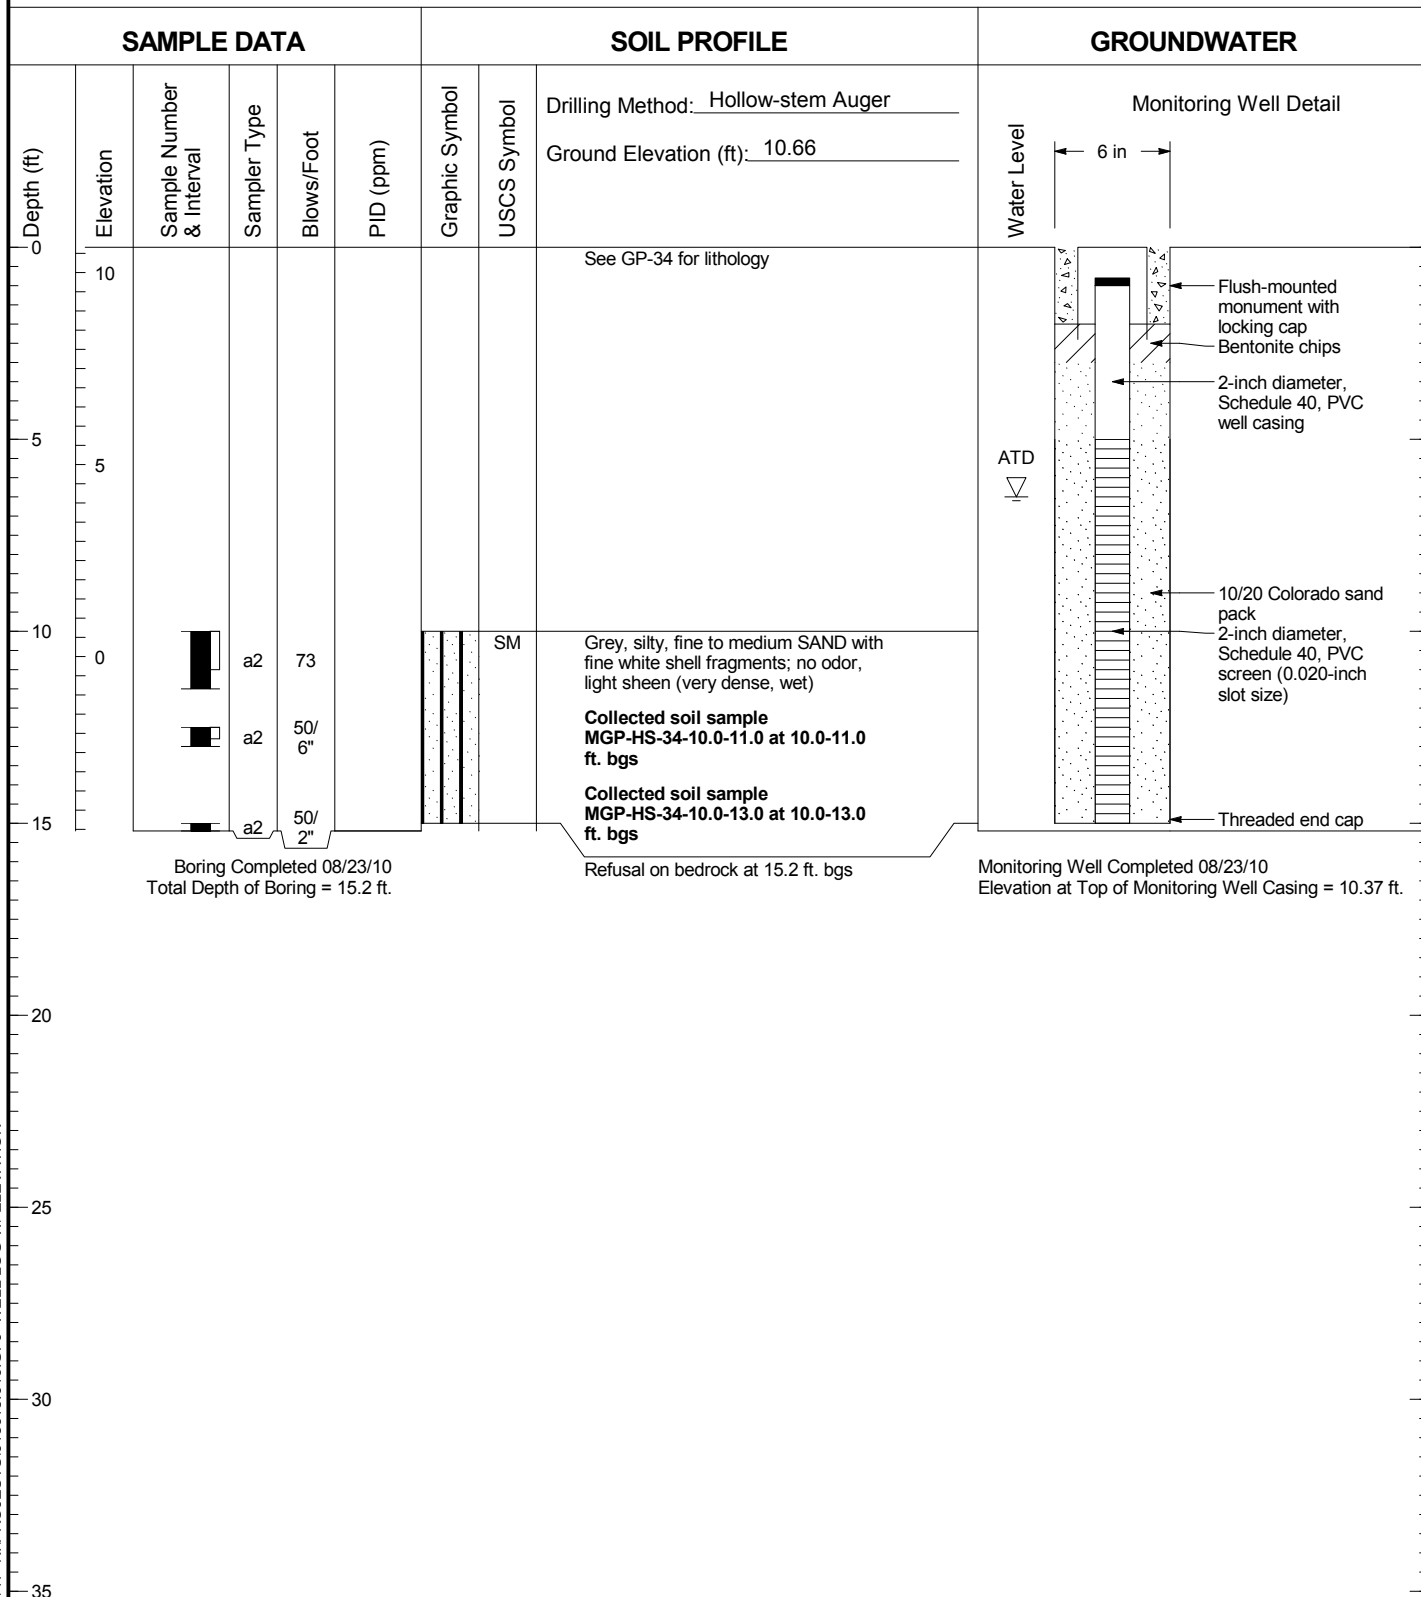 SAMPLE DATA
SOIL PROFILE
GROUNDWATER
Depth (ft)
Elevation
Sample Number
& Interval
Sampler Type
Blows/Foot
PID (ppm)
Graphic Symbol
USCS Symbol
Drilling Method: Hollow-stem Auger
Ground Elevation (ft): 10.66
Water Level
Monitoring Well Detail
6 in
0
10
See GP-34 for lithology
Flush-mounted
monument with
locking cap
Bentonite chips
2-inch diameter,
Schedule 40, PVC
well casing
5
5
ATD
10/20 Colorado sand
pack
2-inch diameter,
Schedule 40, PVC
screen (0.020-inch
slot size)
10
0
a2
73
SM
Grey, silty, fine to medium SAND with
fine white shell fragments; no odor,
light sheen (very dense, wet)
a2
50/
6"
Collected soil sample
MGP-HS-34-10.0-11.0 at 10.0-11.0
ft. bgs
Collected soil sample
MGP-HS-34-10.0-13.0 at 10.0-13.0
ft. bgs
15
a2
50/
2"
Threaded end cap
Boring Completed 08/23/10
Total Depth of Boring = 15.2 ft.
Refusal on bedrock at 15.2 ft. bgs
Monitoring Well Completed 08/23/10
Elevation at Top of Monitoring Well Casing = 10.37 ft.
20
25
30
35